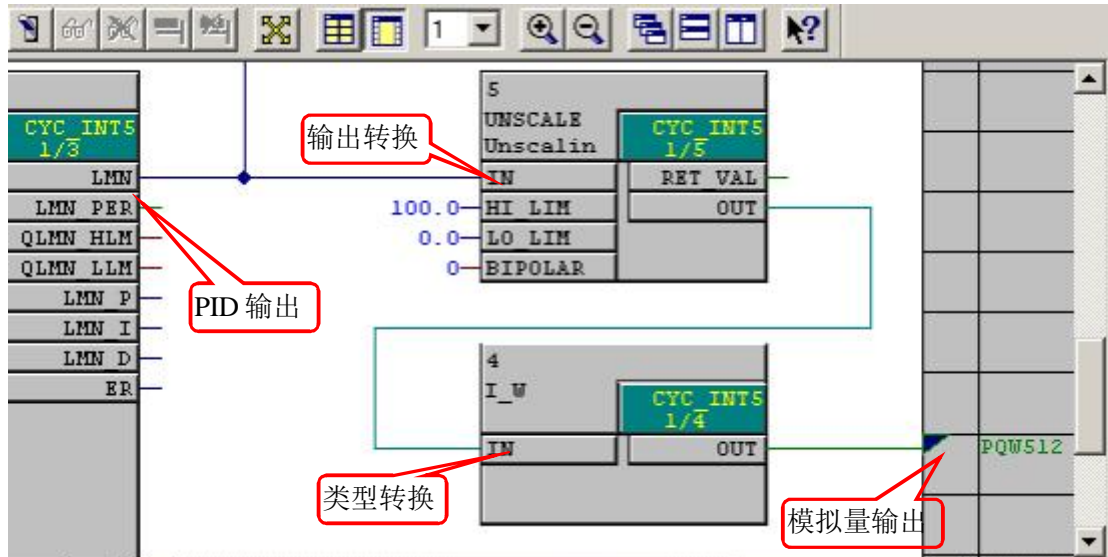 1
CYC_INT5
1/3
LMN
LMN_PER
QLMN_HLM
QLMN_LLM
LMN_P
LMN_I
LMN_D
ER
PID 输出
输出转换
5
UNSCALE
Unscalin
CYC_INT5
1/5
IN
RET_VAL
100.0
HI_LIM
OUT
0.0
LO_LIM
0
BIPOLAR
4
I_W
CYC_INT5
1/4
IN
OUT
类型转换
PQW512
模拟量输出